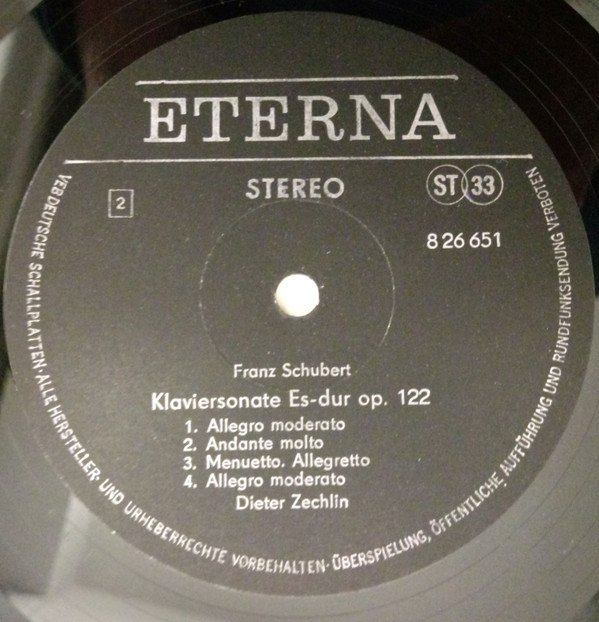 ETERNA
2
STEREO
ST 33
8 26 651
Franz Schubert
Klaviersonate Es-dur op. 122
1. Allegro moderato
2. Andante molto
3. Menuetto. Allegretto
4. Allegro moderato
Dieter Zechlin
VEB DEUTSCHE SCHALLPLATTEN · ALLE HERSTELLER- UND URHEBERRECHTE VORBEHALTEN · ÜBERSPIELUNG, ÖFFENTLICHE AUFFÜHRUNG UND RUNDFUNKSENDUNG VERBOTEN